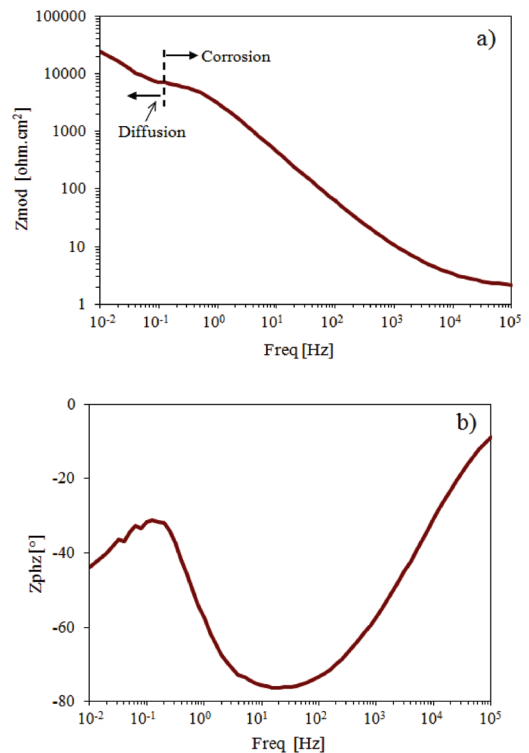 a)
100000
10000
1000
100
10
1
Zmod [ohm.cm²]
Corrosion
Diffusion
10⁻² 10⁻¹ 10⁰ 10¹ 10² 10³ 10⁴ 10⁵
Freq [Hz]
b)
0
-20
-40
-60
-80
Zphz[°]
10⁻² 10⁻¹ 10⁰ 10¹ 10² 10³ 10⁴ 10⁵
Freq [Hz]